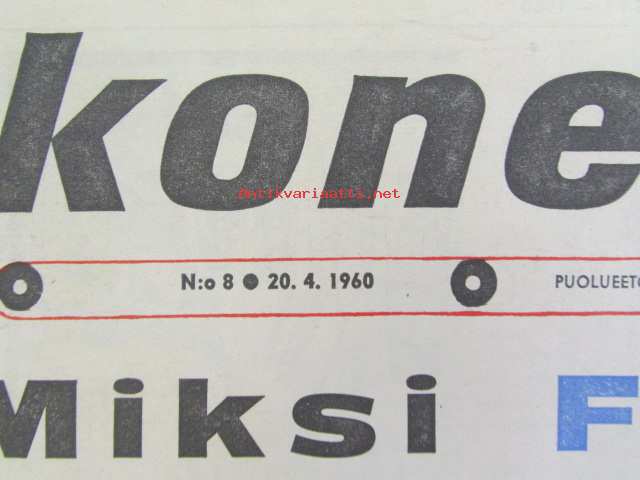 kone
Antikvariaatti.net
N:o 8 ● 20. 4. 1960
PUOLUEETO
Miksi F